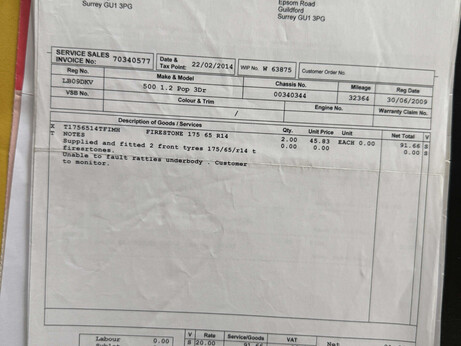 Surrey GU1 3PG
Epsom Road
Guildford
Surrey GU1 3PG
SERVICE SALES INVOICE No: 70340577 Date & Tax Point: 22/02/2014 WIP No. W 63875 Customer Order No.
Reg No. Make & Model Chassis No. Mileage Reg Date
LB09DKV 500 1.2 Pop 3Dr 00340344 32364 30/06/2009
VSB No. Colour & Trim Engine No. Warranty Claim No.
/
Description of Goods / Services Qty. Unit Price Unit Net Total V
X T1756514TFIMH FIRESTONE 175 65 R14 2.00 45.83 EACH 0.00 91.66 S
T NOTES 0.00 0.00 0.00 S
Supplied and fitted 2 front tyres 175/65/r14 t
firesrtones.
Unable to fault rattles underbody . Customer
to monitor.
V Rate Service/Goods VAT
Labour 0.00 S 20.00 Net